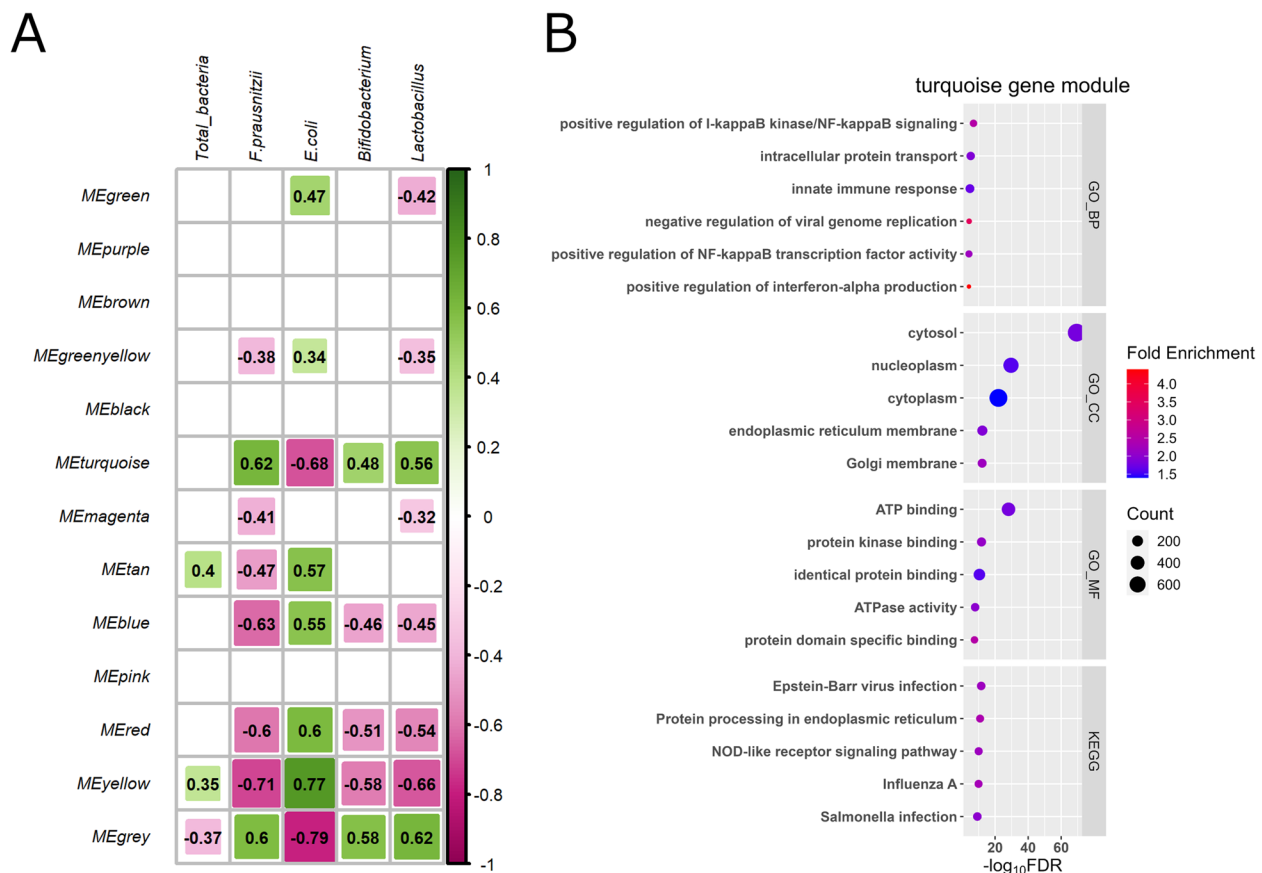 A
B
Total_bacteria
F.prausnitzii
E.coli
Bifidobacterium
Lactobacillus
MEgreen 0.47 -0.42
MEpurple
MEbrown
MEgreenyellow -0.38 0.34 -0.35
MEblack
MEturquoise 0.62 -0.68 0.48 0.56
MEmagenta -0.41 -0.32
MEtan 0.4 -0.47 0.57
MEblue -0.63 0.55 -0.46 -0.45
MEpink
MEred -0.6 0.6 -0.51 -0.54
MEyellow 0.35 -0.71 0.77 -0.58 -0.66
MEgrey -0.37 0.6 -0.79 0.58 0.62
1
0.8
0.6
0.4
0.2
0
-0.2
-0.4
-0.6
-0.8
-1
turquoise gene module
positive regulation of I-kappaB kinase/NF-kappaB signaling
intracellular protein transport
innate immune response
negative regulation of viral genome replication
positive regulation of NF-kappaB transcription factor activity
positive regulation of interferon-alpha production
GO_BP
cytosol
nucleoplasm
cytoplasm
endoplasmic reticulum membrane
Golgi membrane
GO_CC
ATP binding
protein kinase binding
identical protein binding
ATPase activity
protein domain specific binding
GO_MF
Epstein-Barr virus infection
Protein processing in endoplasmic reticulum
NOD-like receptor signaling pathway
Influenza A
Salmonella infection
KEGG
20 40 60
-log₁₀FDR
Fold Enrichment
4.0
3.5
3.0
2.5
2.0
1.5
Count
200
400
600